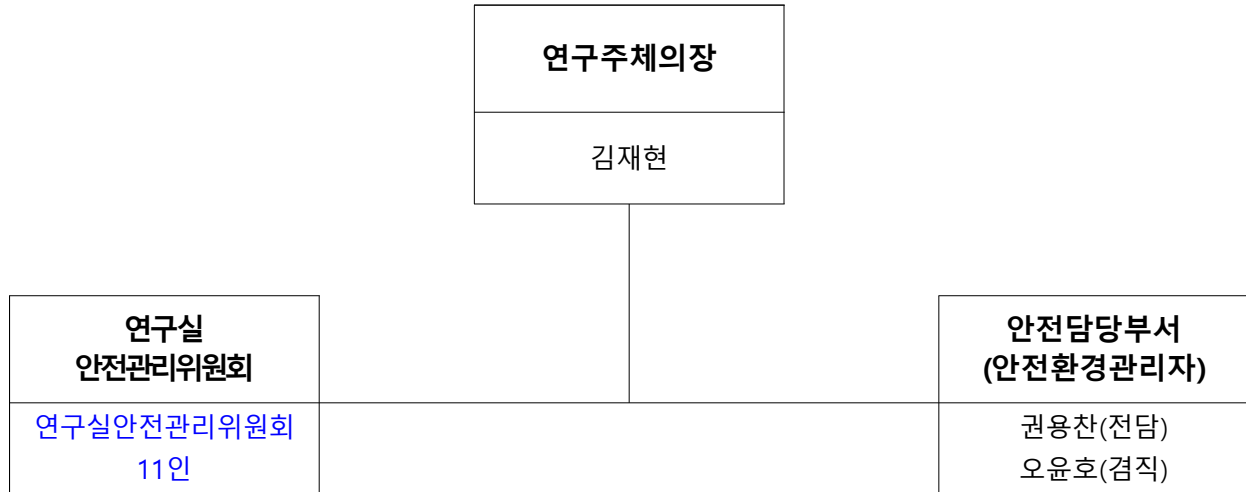 연구주체의장
김재현
연구실
안전관리위원회
연구실안전관리위원회
11인
안전담당부서
(안전환경관리자)
권용찬(전담)
오윤호(겸직)